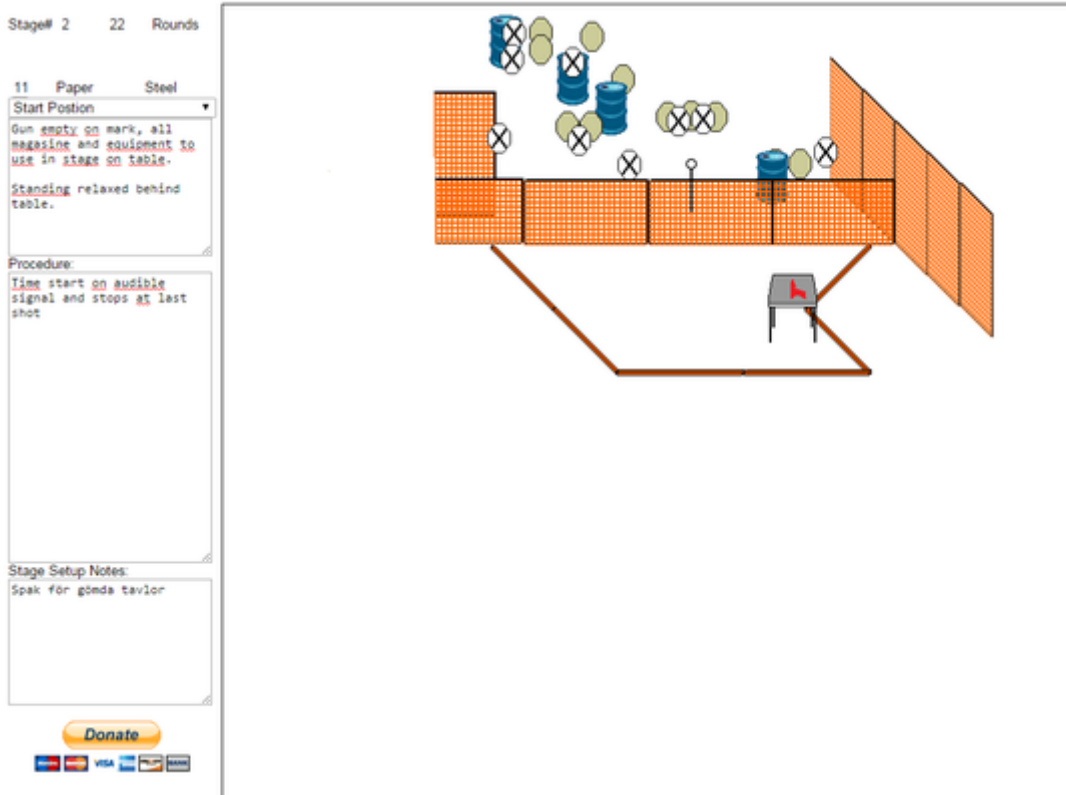 Stage# 2 22 Rounds
11 Paper Steel
Start Postion
Gun empty on mark, all
magasine and equipment to
use in stage on table.
Standing relaxed behind
table.
Procedure:
Time start on audible
signal and stops at last
shot
Stage Setup Notes:
Spak för gömda tavlor
Donate
VISA